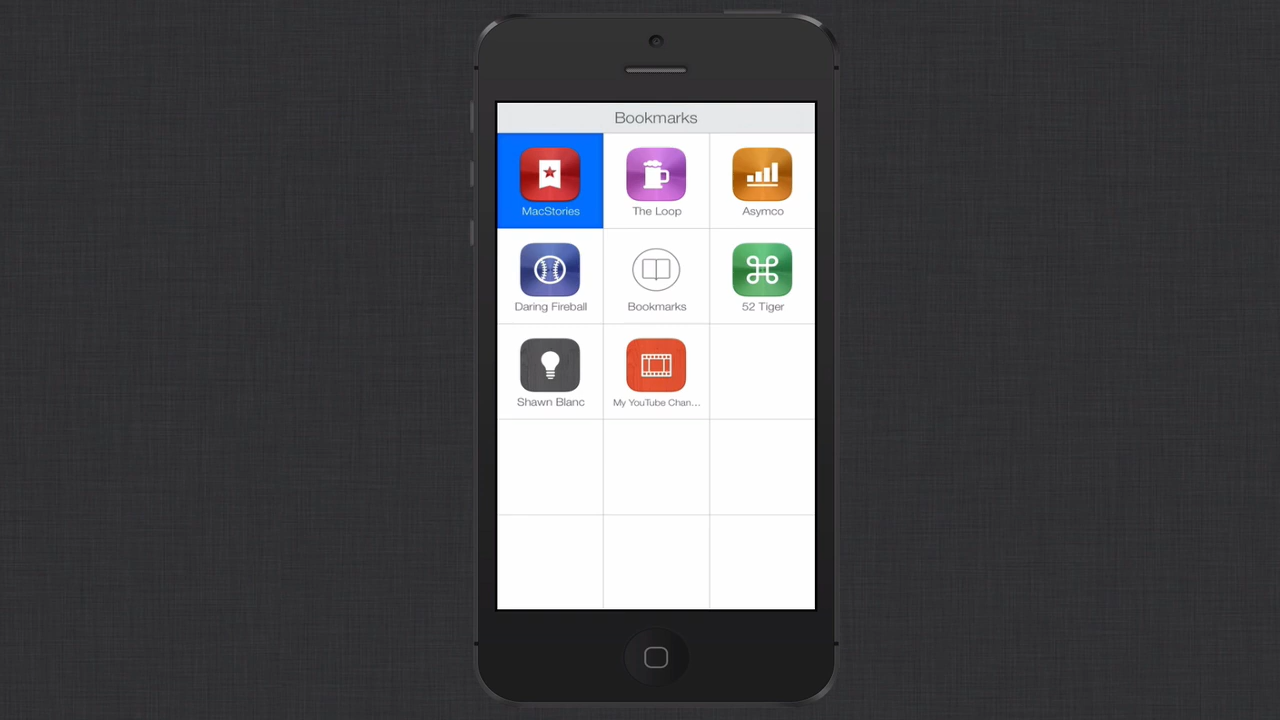 Bookmarks
MacStories
The Loop
Asymco
Daring Fireball
Bookmarks
52 Tiger
Shawn Blanc
My YouTube Chan...